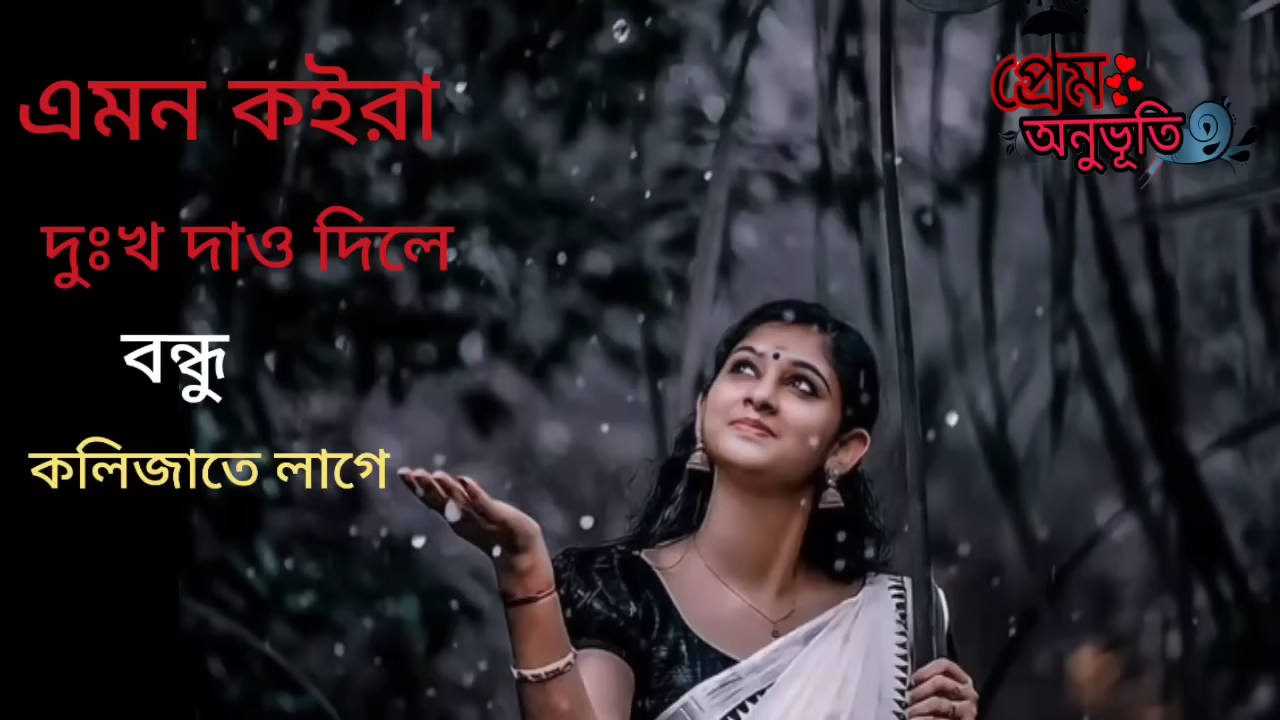 এমন কইরা
দুঃখ দাও দিলে
বন্ধু
কলিজাতে লাগে
প্রেম
অনুভূতি